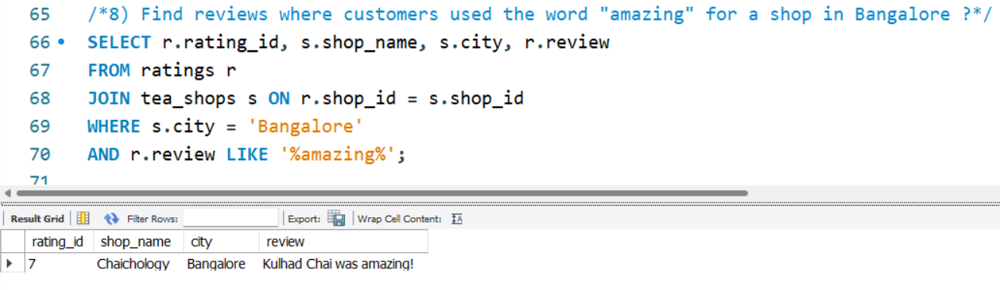 65 /*8) Find reviews where customers used the word "amazing" for a shop in Bangalore ?*/
66 SELECT r.rating_id, s.shop_name, s.city, r.review
67 FROM ratings r
68 JOIN tea_shops s ON r.shop_id = s.shop_id
69 WHERE s.city = 'Bangalore'
70 AND r.review LIKE '%amazing%';
71
Result Grid Filter Rows: Export: Wrap Cell Content: IA
rating_id shop_name city review
7 Chaichology Bangalore Kulhad Chai was amazing!